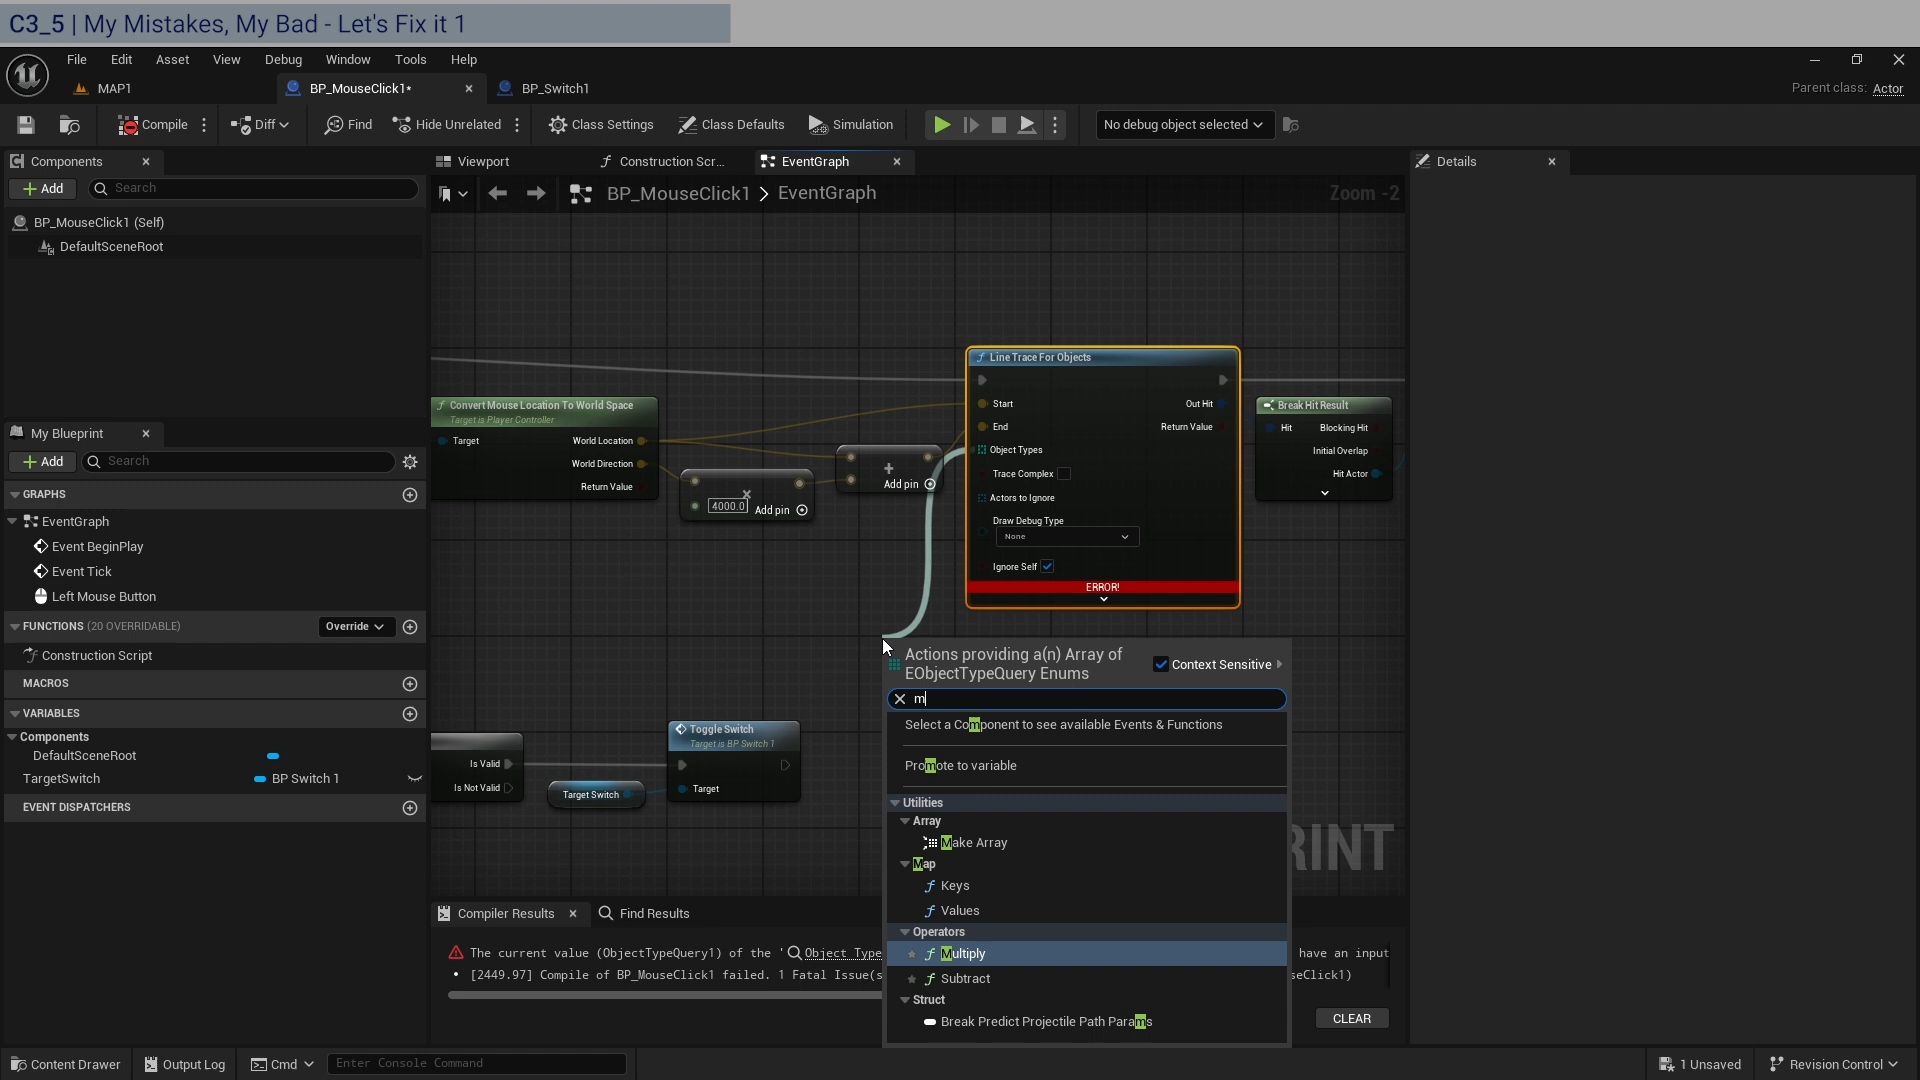 C3_5 | My Mistakes, My Bad - Let's Fix it 1
File Edit Asset View Window Debug Tools Help
MAP1
BP_MouseClick1*
BP_Switch1
Parent class: Actor
Compile
Diff
Find
Hide Unrelated
Class Settings
Class Defaults
Simulation
No debug object selected
Components
Viewport
Construction Scr...
EventGraph
Details
Add
Search
BP_MouseClick1 > EventGraph
Zoom -2
BP_MouseClick1 (Self)
DefaultSceneRoot
My Blueprint
Add
Search
GRAPHS
EventGraph
Event BeginPlay
Event Tick
Left Mouse Button
FUNCTIONS (20 OVERRIDABLE)
Override
Construction Script
MACROS
VARIABLES
Components
DefaultSceneRoot
TargetSwitch
BP Switch 1
EVENT DISPATCHERS
Convert Mouse Location To World Space
Target is Player Controller
Target
World Location
World Direction
Return Value
4000.0
Add pin
Add pin
Line Trace For Objects
Start
Out Hit
End
Return Value
Object Types
Trace Complex
Actors to Ignore
Draw Debug Type
None
Ignore Self
ERROR!
Break Hit Result
Hit
Blocking Hit
Initial Overlap
Hit Actor
Is Valid
Is Not Valid
Target Switch
Toggle Switch
Target is BP Switch 1
Target
Actions providing a(n) Array of
EObjectTypeQuery Enums
Context Sensitive
m
Select a Component to see available Events & Functions
Promote to variable
Utilities
Array
Make Array
Map
Keys
Values
Operators
Multiply
Subtract
Struct
Break Predict Projectile Path Params
RINT
Compiler Results
Find Results
The current value (ObjectTypeQuery1) of the ' Object Type
have an input
[2449.97] Compile of BP_MouseClick1 failed. 1 Fatal Issue(s
seClick1)
CLEAR
Content Drawer
Output Log
Cmd
Enter Console Command
1 Unsaved
Revision Control